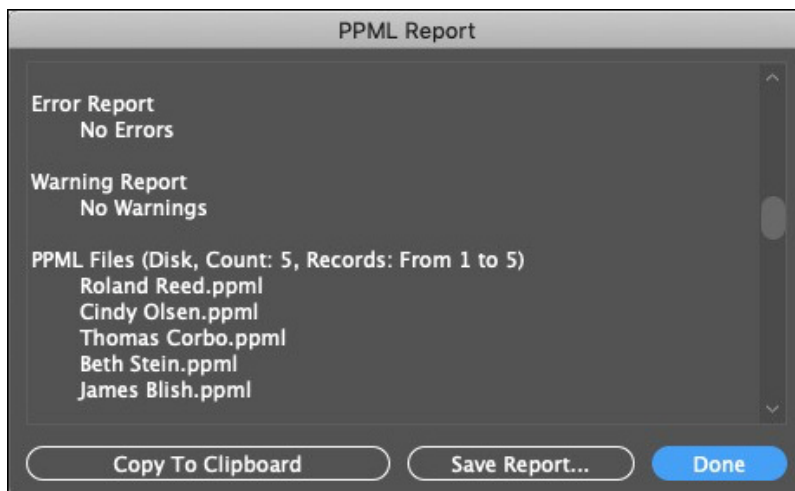 PPML Report
Error Report
No Errors
Warning Report
No Warnings
PPML Files (Disk, Count: 5, Records: From 1 to 5)
Roland Reed.ppml
Cindy Olsen.ppml
Thomas Corbo.ppml
Beth Stein.ppml
James Blish.ppml
Copy To Clipboard
Save Report...
Done